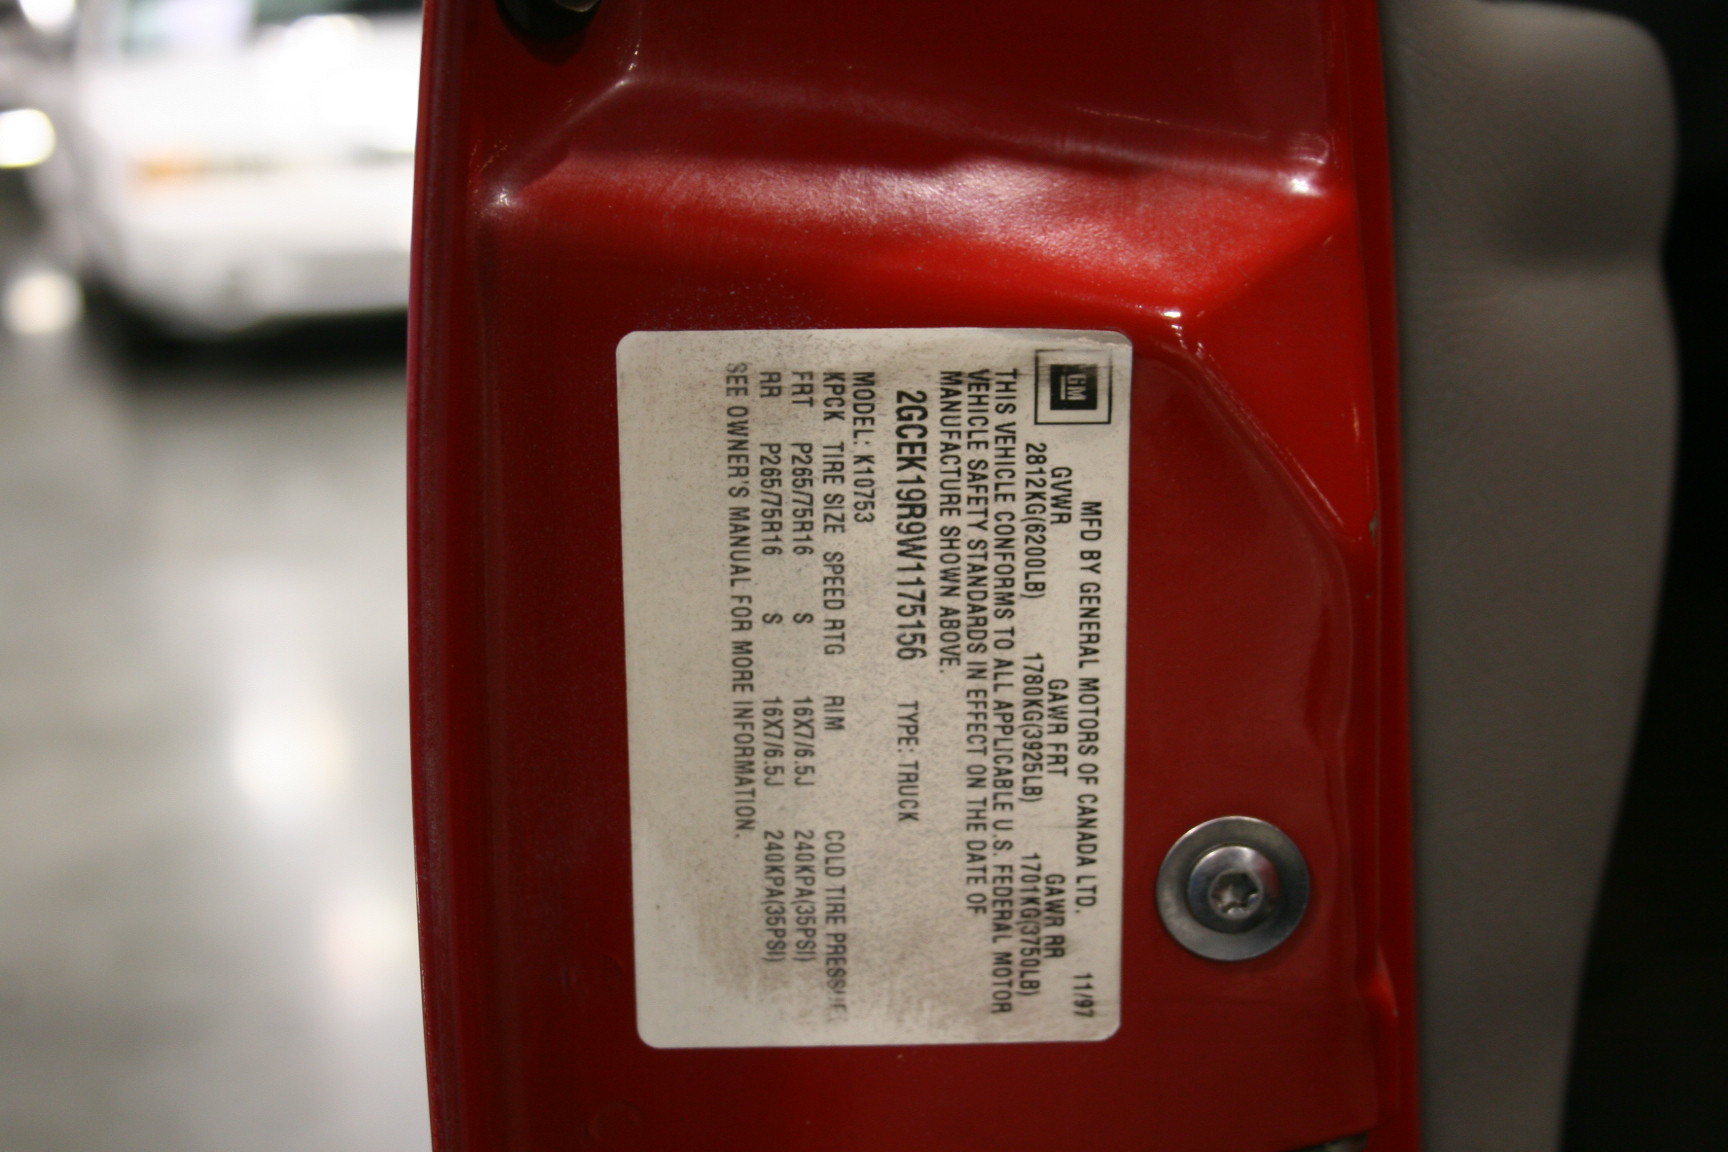 GM
MFD BY GENERAL MOTORS OF CANADA LTD. 11/97
GVWR GAWR FRT GAWR RR
2812KG(6200LB) 1780KG(3925LB) 1701KG(3750LB)
THIS VEHICLE CONFORMS TO ALL APPLICABLE U.S. FEDERAL MOTOR
VEHICLE SAFETY STANDARDS IN EFFECT ON THE DATE OF
MANUFACTURE SHOWN ABOVE.
2GCEK19R9W1175156 TYPE: TRUCK
MODEL: K10753
KPCK TIRE SIZE SPEED RTG RIM COLD TIRE PRESSURE
FRT P265/75R16 S 16X7/6.5J 240KPA(35PSI)
RR P265/75R16 S 16X7/6.5J 240KPA(35PSI)
SEE OWNER'S MANUAL FOR MORE INFORMATION.